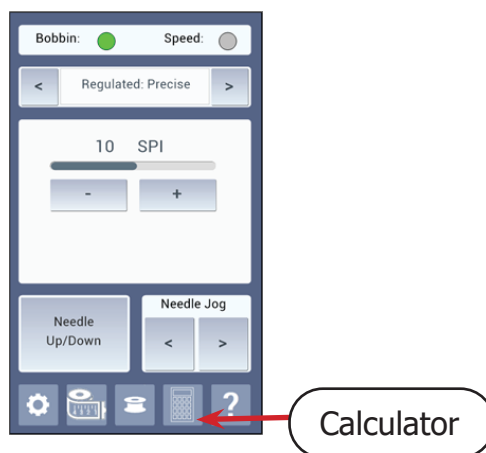 Bobbin: Speed:
< Regulated: Precise >
10 SPI
- +
Needle Jog
Needle
Up/Down
< >
?
Calculator